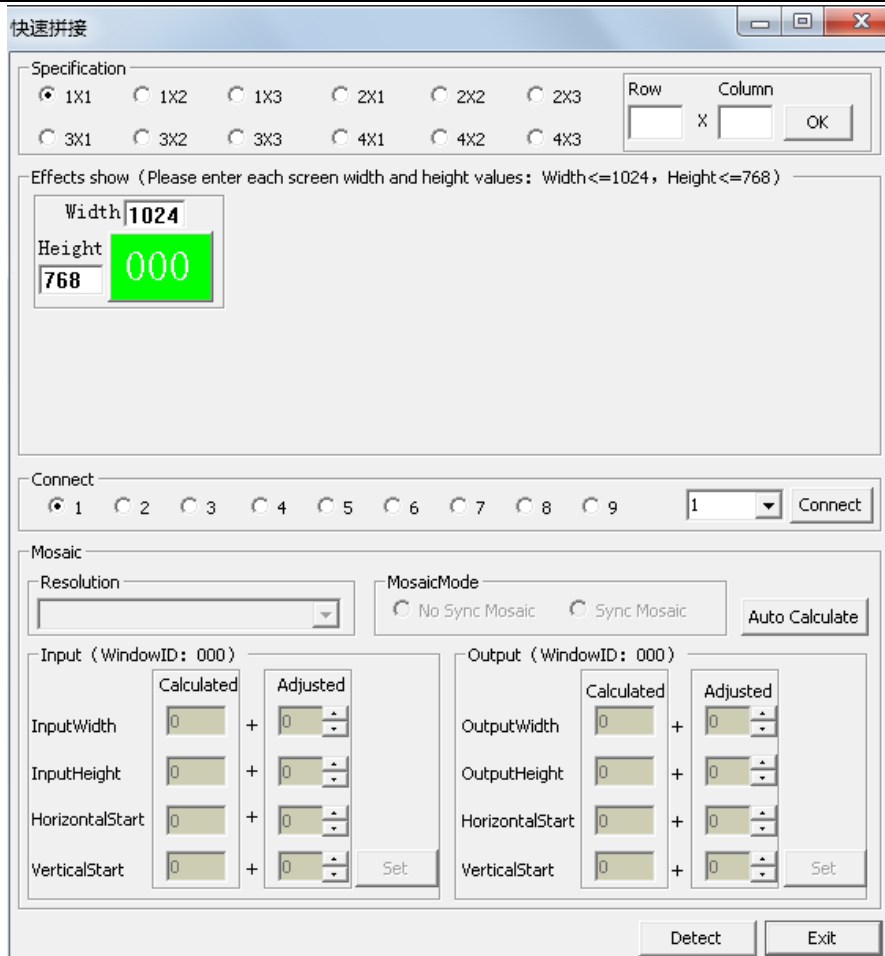 快速拼接
Specification
1X1 1X2 1X3 2X1 2X2 2X3
3X1 3X2 3X3 4X1 4X2 4X3
Row Column
X OK
Effects show (Please enter each screen width and height values: Width<=1024, Height<=768)
Width 1024
Height
768
000
Connect
1 2 3 4 5 6 7 8 9 1 Connect
Mosaic
Resolution
MosaicMode
No Sync Mosaic Sync Mosaic
Auto Calculate
Input (WindowID: 000)
Calculated Adjusted
InputWidth 0 + 0
InputHeight 0 + 0
HorizontalStart 0 + 0
VerticalStart 0 + 0 Set
Output (WindowID: 000)
Calculated Adjusted
OutputWidth 0 + 0
OutputHeight 0 + 0
HorizontalStart 0 + 0
VerticalStart 0 + 0 Set
Detect Exit